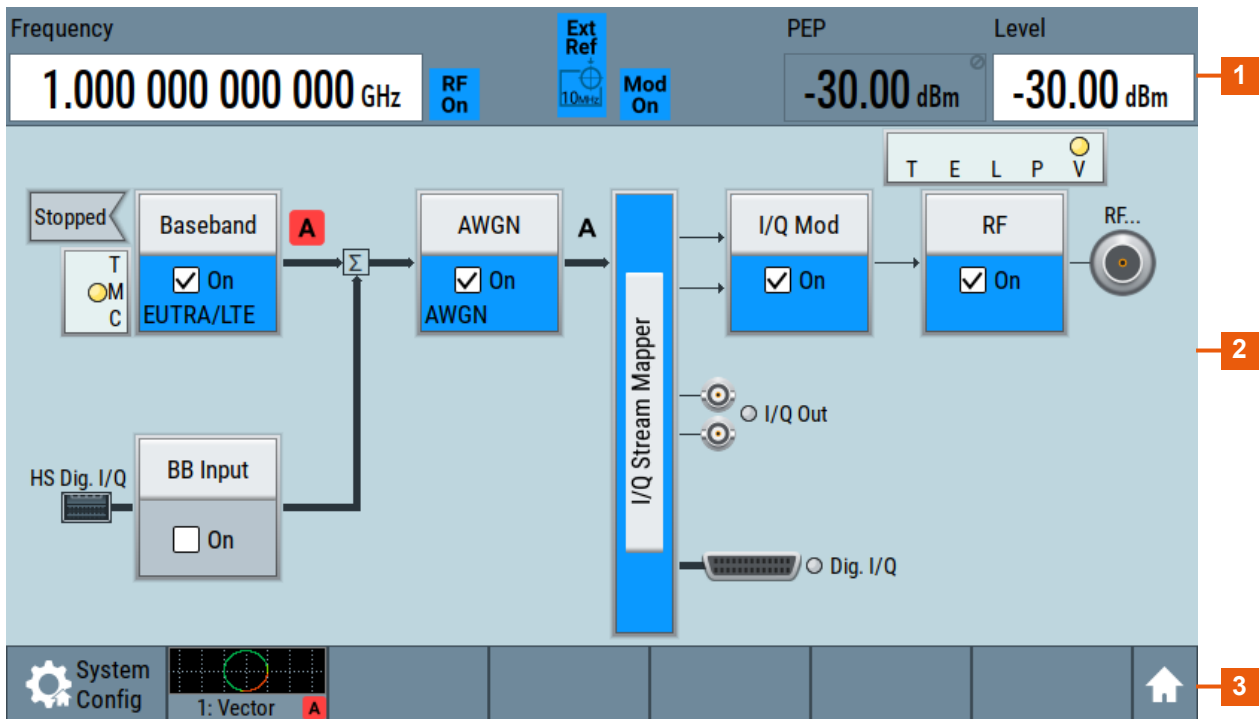 Frequency
PEP
Level
1.000 000 000 000 GHz
RF
On
Ext
Ref
10MHz
Mod
On
-30.00 dBm
-30.00 dBm
1
T E L P V
Stopped
Baseband
A
AWGN
A
I/Q Mod
RF
RF...
T
M
C
On
EUTRA/LTE
Σ
On
AWGN
On
On
2
I/Q Stream Mapper
I/Q Out
HS Dig. I/Q
BB Input
On
Dig. I/Q
System
Config
1: Vector
A
3